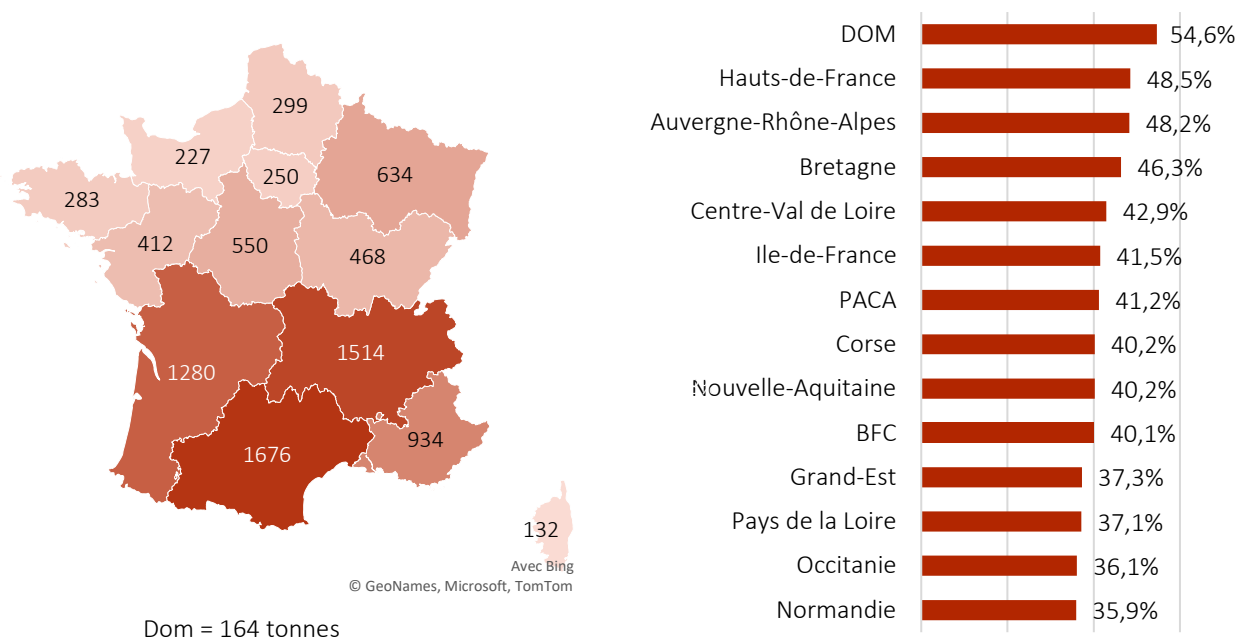 299
227
250
634
283
412
550
468
1514
1280
934
1676
132
Avec Bing
© GeoNames, Microsoft, TomTom
Dom = 164 tonnes
DOM 54,6%
Hauts-de-France 48,5%
Auvergne-Rhône-Alpes 48,2%
Bretagne 46,3%
Centre-Val de Loire 42,9%
Ile-de-France 41,5%
PACA 41,2%
Corse 40,2%
Nouvelle-Aquitaine 40,2%
BFC 40,1%
Grand-Est 37,3%
Pays de la Loire 37,1%
Occitanie 36,1%
Normandie 35,9%